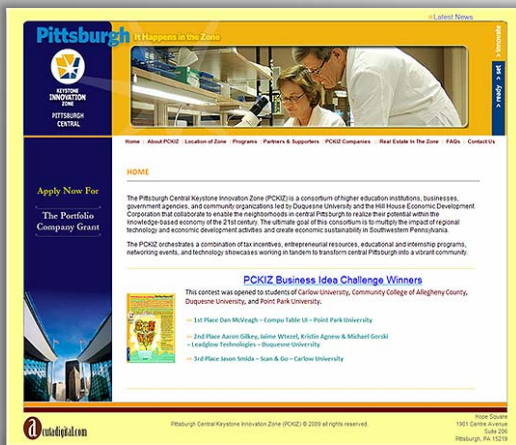 Latest News
Pittsburgh It Happens in the Zone
> ready > set > innovate
KEYSTONE
INNOVATION
ZONE
PITTSBURGH
CENTRAL
Home About PCKIZ Location of Zone Programs Partners & Supporters PCKIZ Companies Real Estate In The Zone FAQs Contact Us
Apply Now For
The Portfolio
Company Grant
HOME
The Pittsburgh Central Keystone Innovation Zone (PCKIZ) is a consortium of higher education institutions, businesses,
government agencies, and community organizations led by Duquesne University and the Hill House Economic Development
Corporation that collaborate to enable the neighborhoods in central Pittsburgh to realize their potential within the
knowledge-based economy of the 21st century. The ultimate goal of this consortium is to multiply the impact of regional
technology and economic development activities and create economic sustainability in Southwestern Pennsylvania.
The PCKIZ orchestrates a combination of tax incentives, entrepreneurial resources, educational and internship programs,
networking events, and technology showcases working in tandem to transform central Pittsburgh into a vibrant community.
PCKIZ Business Idea Challenge Winners
This contest was opened to students of Carlow University, Community College of Allegheny County,
Duquesne University, and Point Park University.
1st Place Dan McVeagh – Compu Table UI – Point Park University
2nd Place Aaron Gilkey, Jaime Wtezel, Kristin Agnew & Michael Gorski
– Leadglow Technologies – Duquesne University
3rd Place Jason Smida – Scan & Go – Carlow University
acutadigital.com
Pittsburgh Central Keystone Innovation Zone (PCKIZ) © 2009 all rights reserved.
Hope Square
1901 Centre Avenue
Suite 206
Pittsburgh, PA 15219